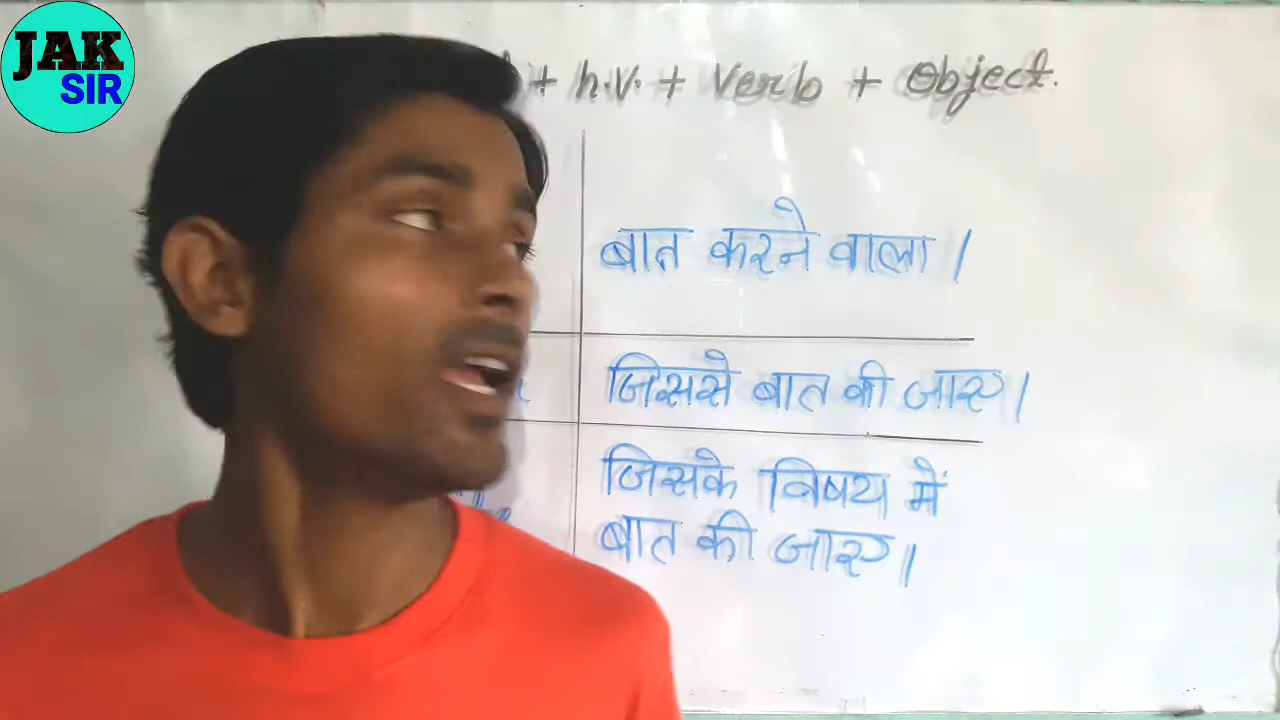 JAK
SIR
+ h.v. + Verb + Object.
बात करने वाला।
जिससे बात की जाए।
जिसके विषय में
बात की जाए।